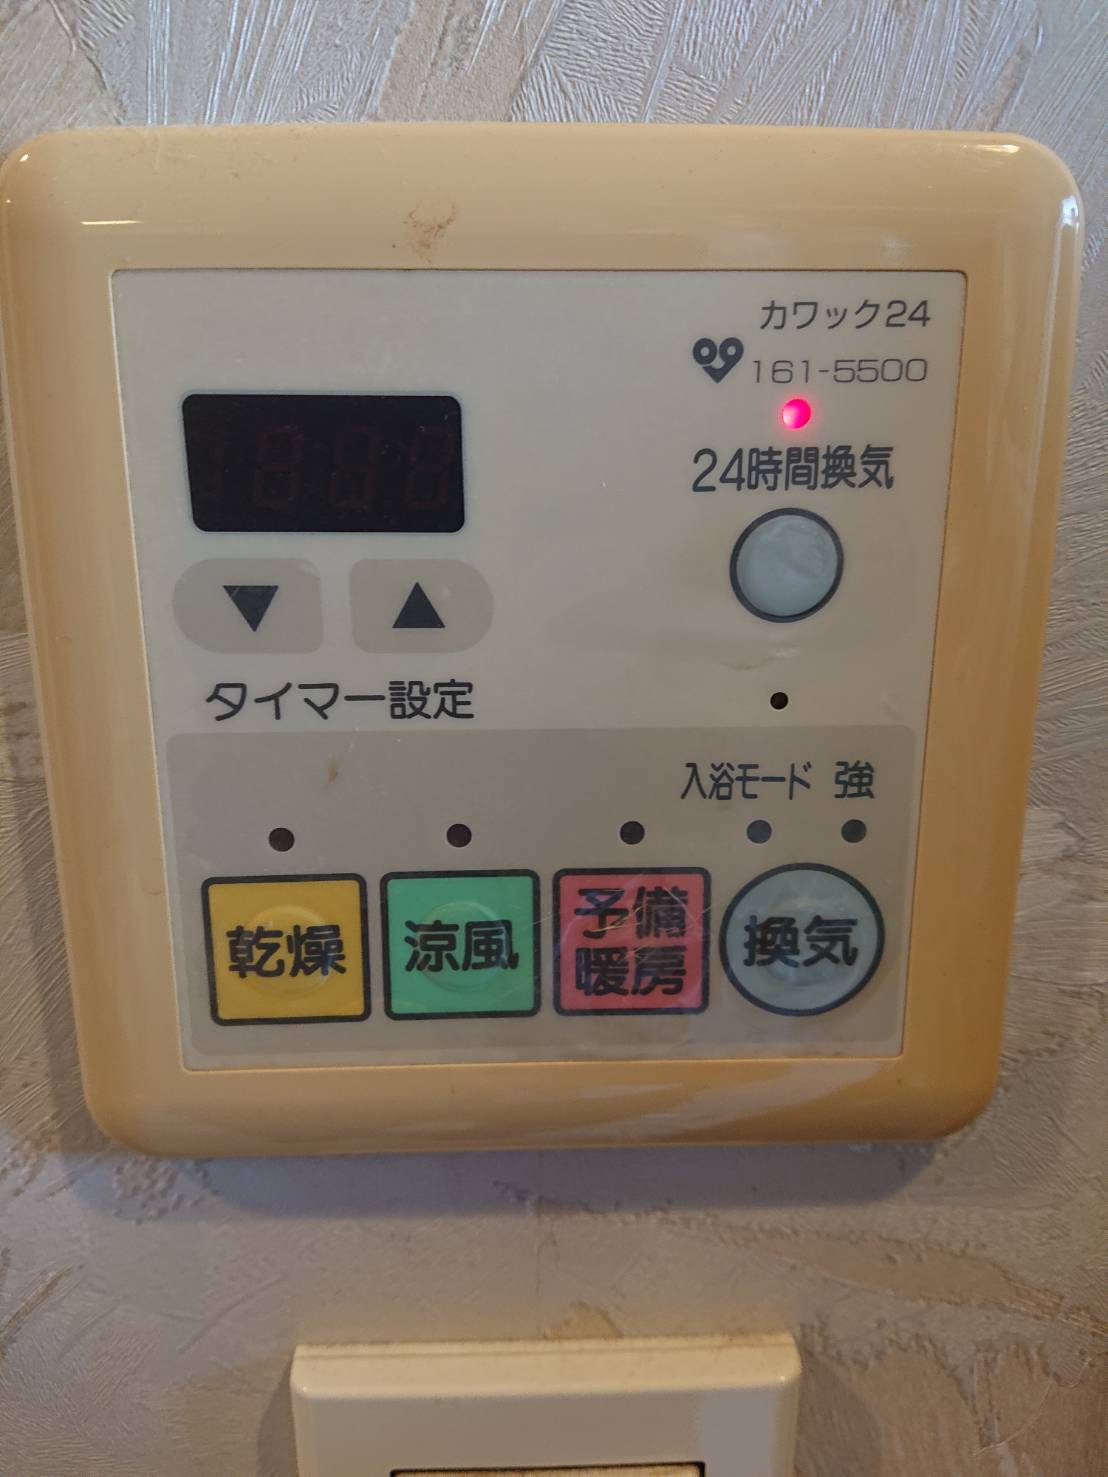 カワック24
161-5500
24時間換気
▼ ▲
タイマー設定
入浴モード 強
乾燥 涼風 予備暖房 換気